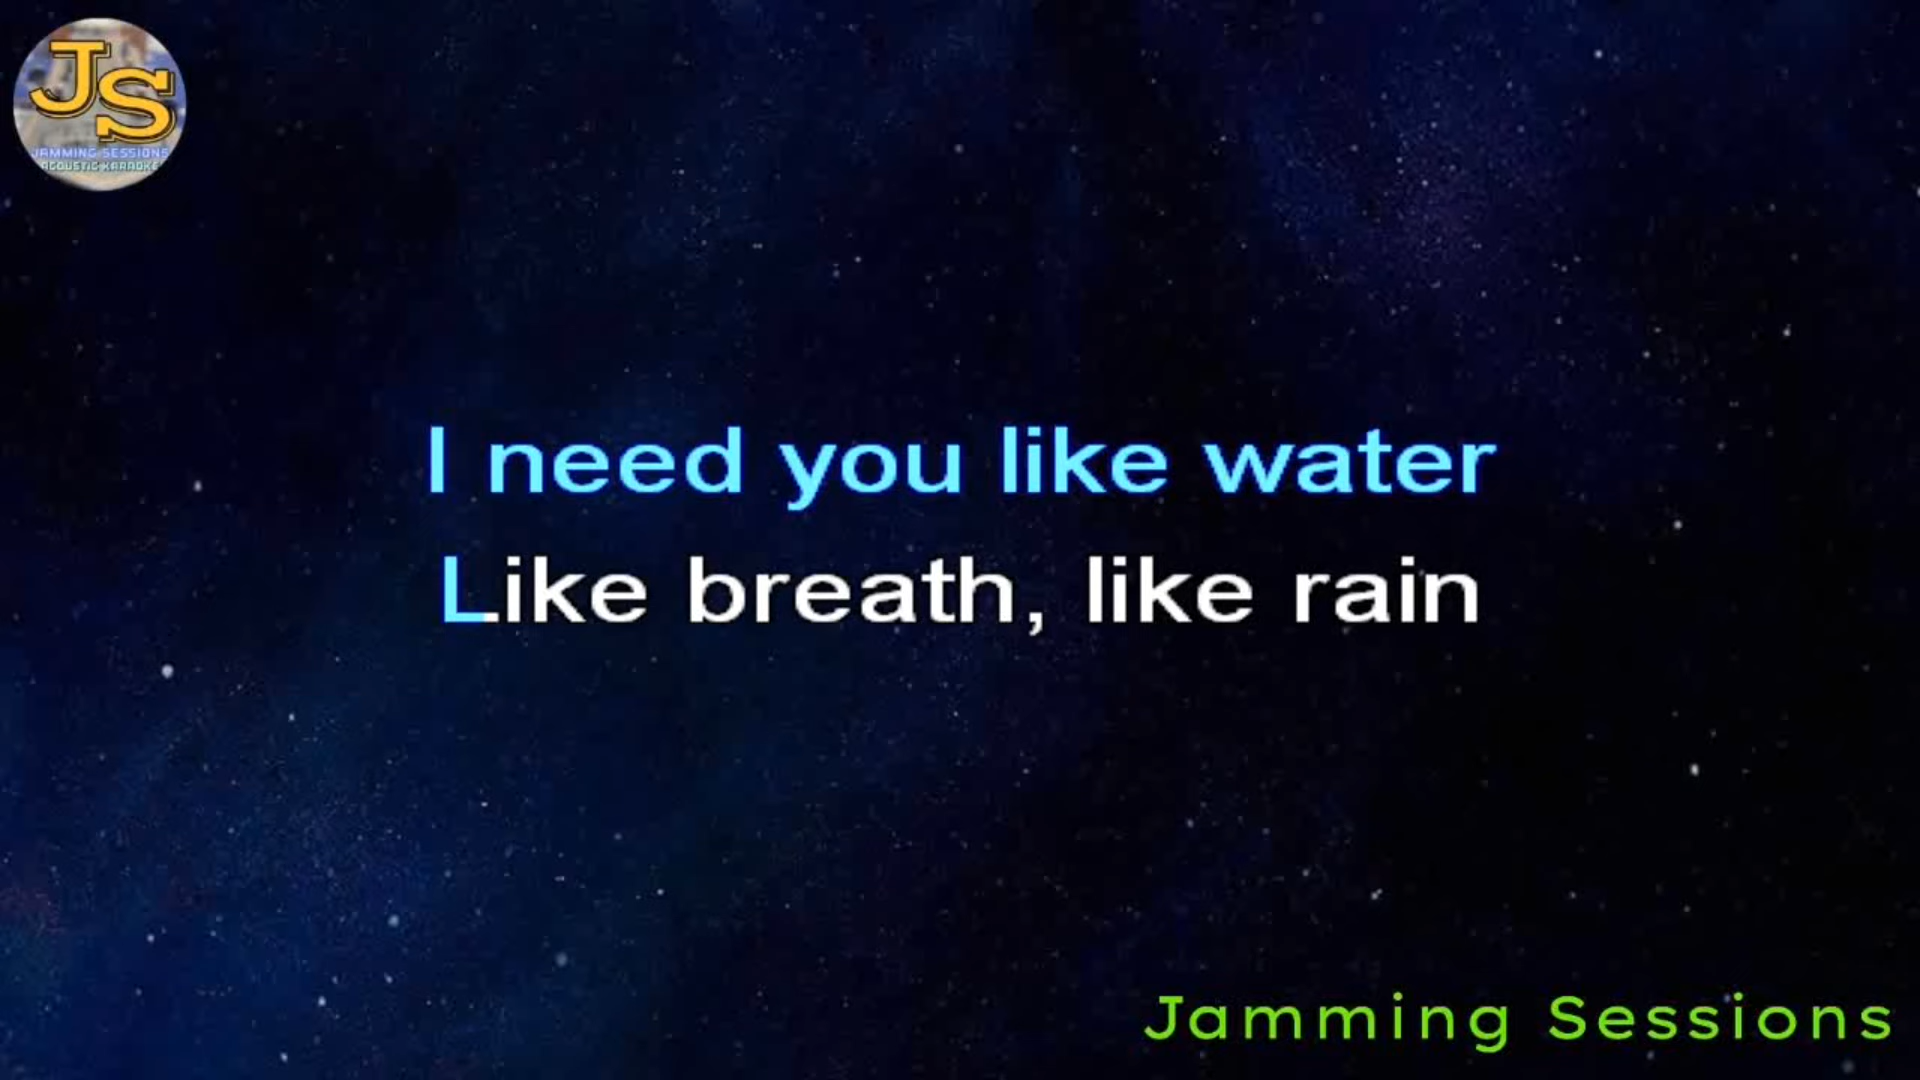 JS
JAMMING SESSIONS
ACOUSTIC KARAOKE
I need you like water
Like breath, like rain
Jamming Sessions